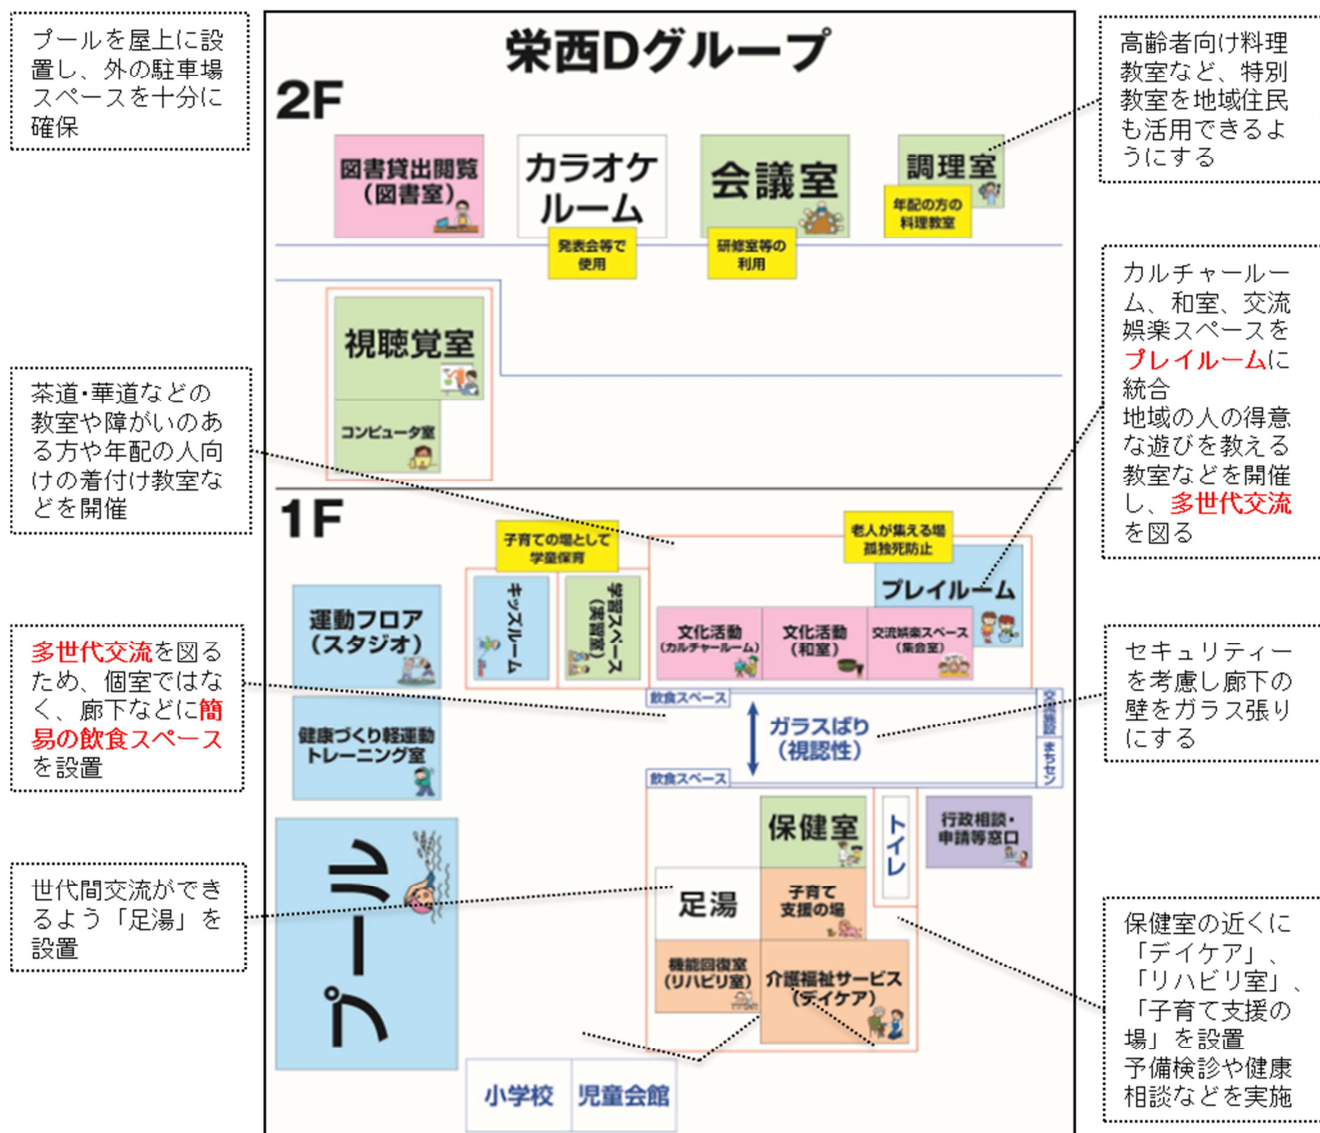 プールを屋上に設
置し、外の駐車場
スペースを十分に
確保
栄西Dグループ
高齢者向け料理
教室など、特別
教室を地域住民
も活用できるよ
うにする
2F
図書貸出閲覧
(図書室)
カラオケ
ルーム
発表会等で
使用
会議室
研修室等の
利用
調理室
年配の方の
料理教室
視聴覚室
コンピュータ室
カルチャールー
ム、和室、交流
娯楽スペースを
プレイルームに
統合
地域の人の得意
な遊びを教える
教室などを開催
し、多世代交流
を図る
茶道・華道などの
教室や障がいのあ
る方や年配の人向
けの着付け教室な
どを開催
1F
子育ての場として
学童保育
老人が集える場
孤独死防止
運動フロア
(スタジオ)
キッズルーム
学習スペース
(実習室)
文化活動
(カルチャールーム)
文化活動
(和室)
交流娯楽スペース
(集会室)
プレイルーム
多世代交流を図る
ため、個室ではな
く、廊下などに簡
易の飲食スペース
を設置
健康づくり軽運動
トレーニング室
飲食スペース
ガラスばり
(視認性)
飲食スペース
交流施設
まちセン
セキュリティー
を考慮し廊下の
壁をガラス張り
にする
プール
保健室
トイレ
行政相談・
申請等窓口
足湯
子育て
支援の場
機能回復室
(リハビリ室)
介護福祉サービス
(デイケア)
世代間交流ができ
るよう「足湯」を
設置
保健室の近くに
「デイケア」、
「リハビリ室」、
「子育て支援の
場」を設置
予備検診や健康
相談などを実施
小学校
児童会館